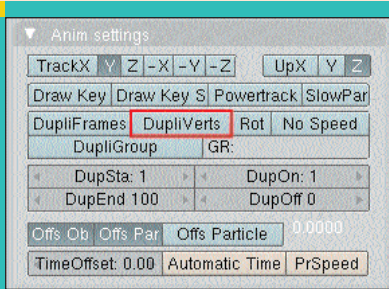 Anim settings
TrackX Y Z -X -Y -Z UpX Y Z
Draw Key Draw Key S Powertrack SlowPar
DupliFrames DupliVerts Rot No Speed
DupliGroup GR:
DupSta: 1 DupOn: 1
DupEnd 100 DupOff 0
Offs Ob Offs Par Offs Particle 0.0000
TimeOffset: 0.00 Automatic Time PrSpeed